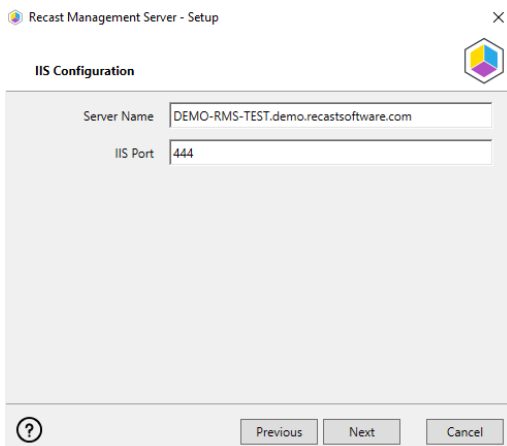 Recast Management Server - Setup
IIS Configuration
Server Name DEMO-RMS-TEST.demo.recastsoftware.com
IIS Port 444
? Previous Next Cancel